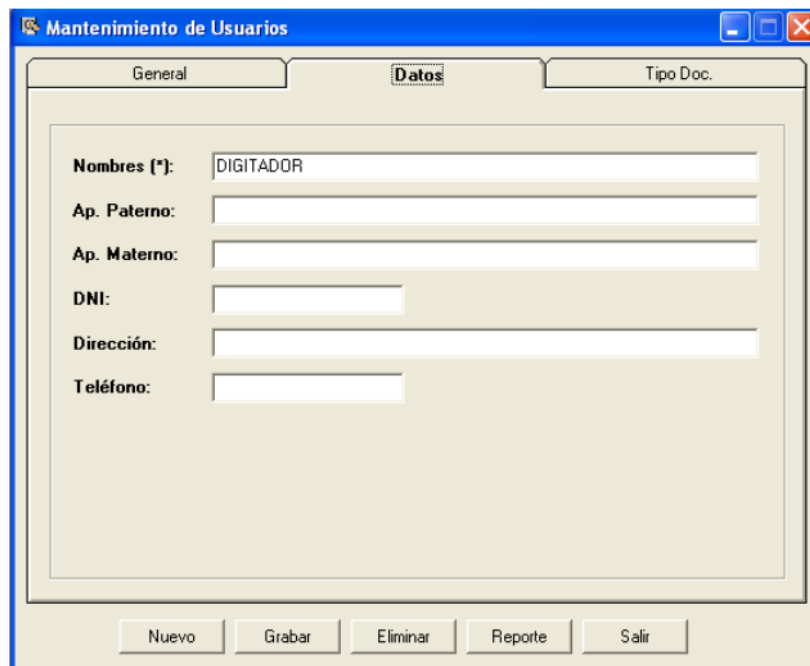 Mantenimiento de Usuarios
General Datos Tipo Doc.
Nombres (*): DIGITADOR
Ap. Paterno:
Ap. Materno:
DNI:
Dirección:
Teléfono:
Nuevo Grabar Eliminar Reporte Salir